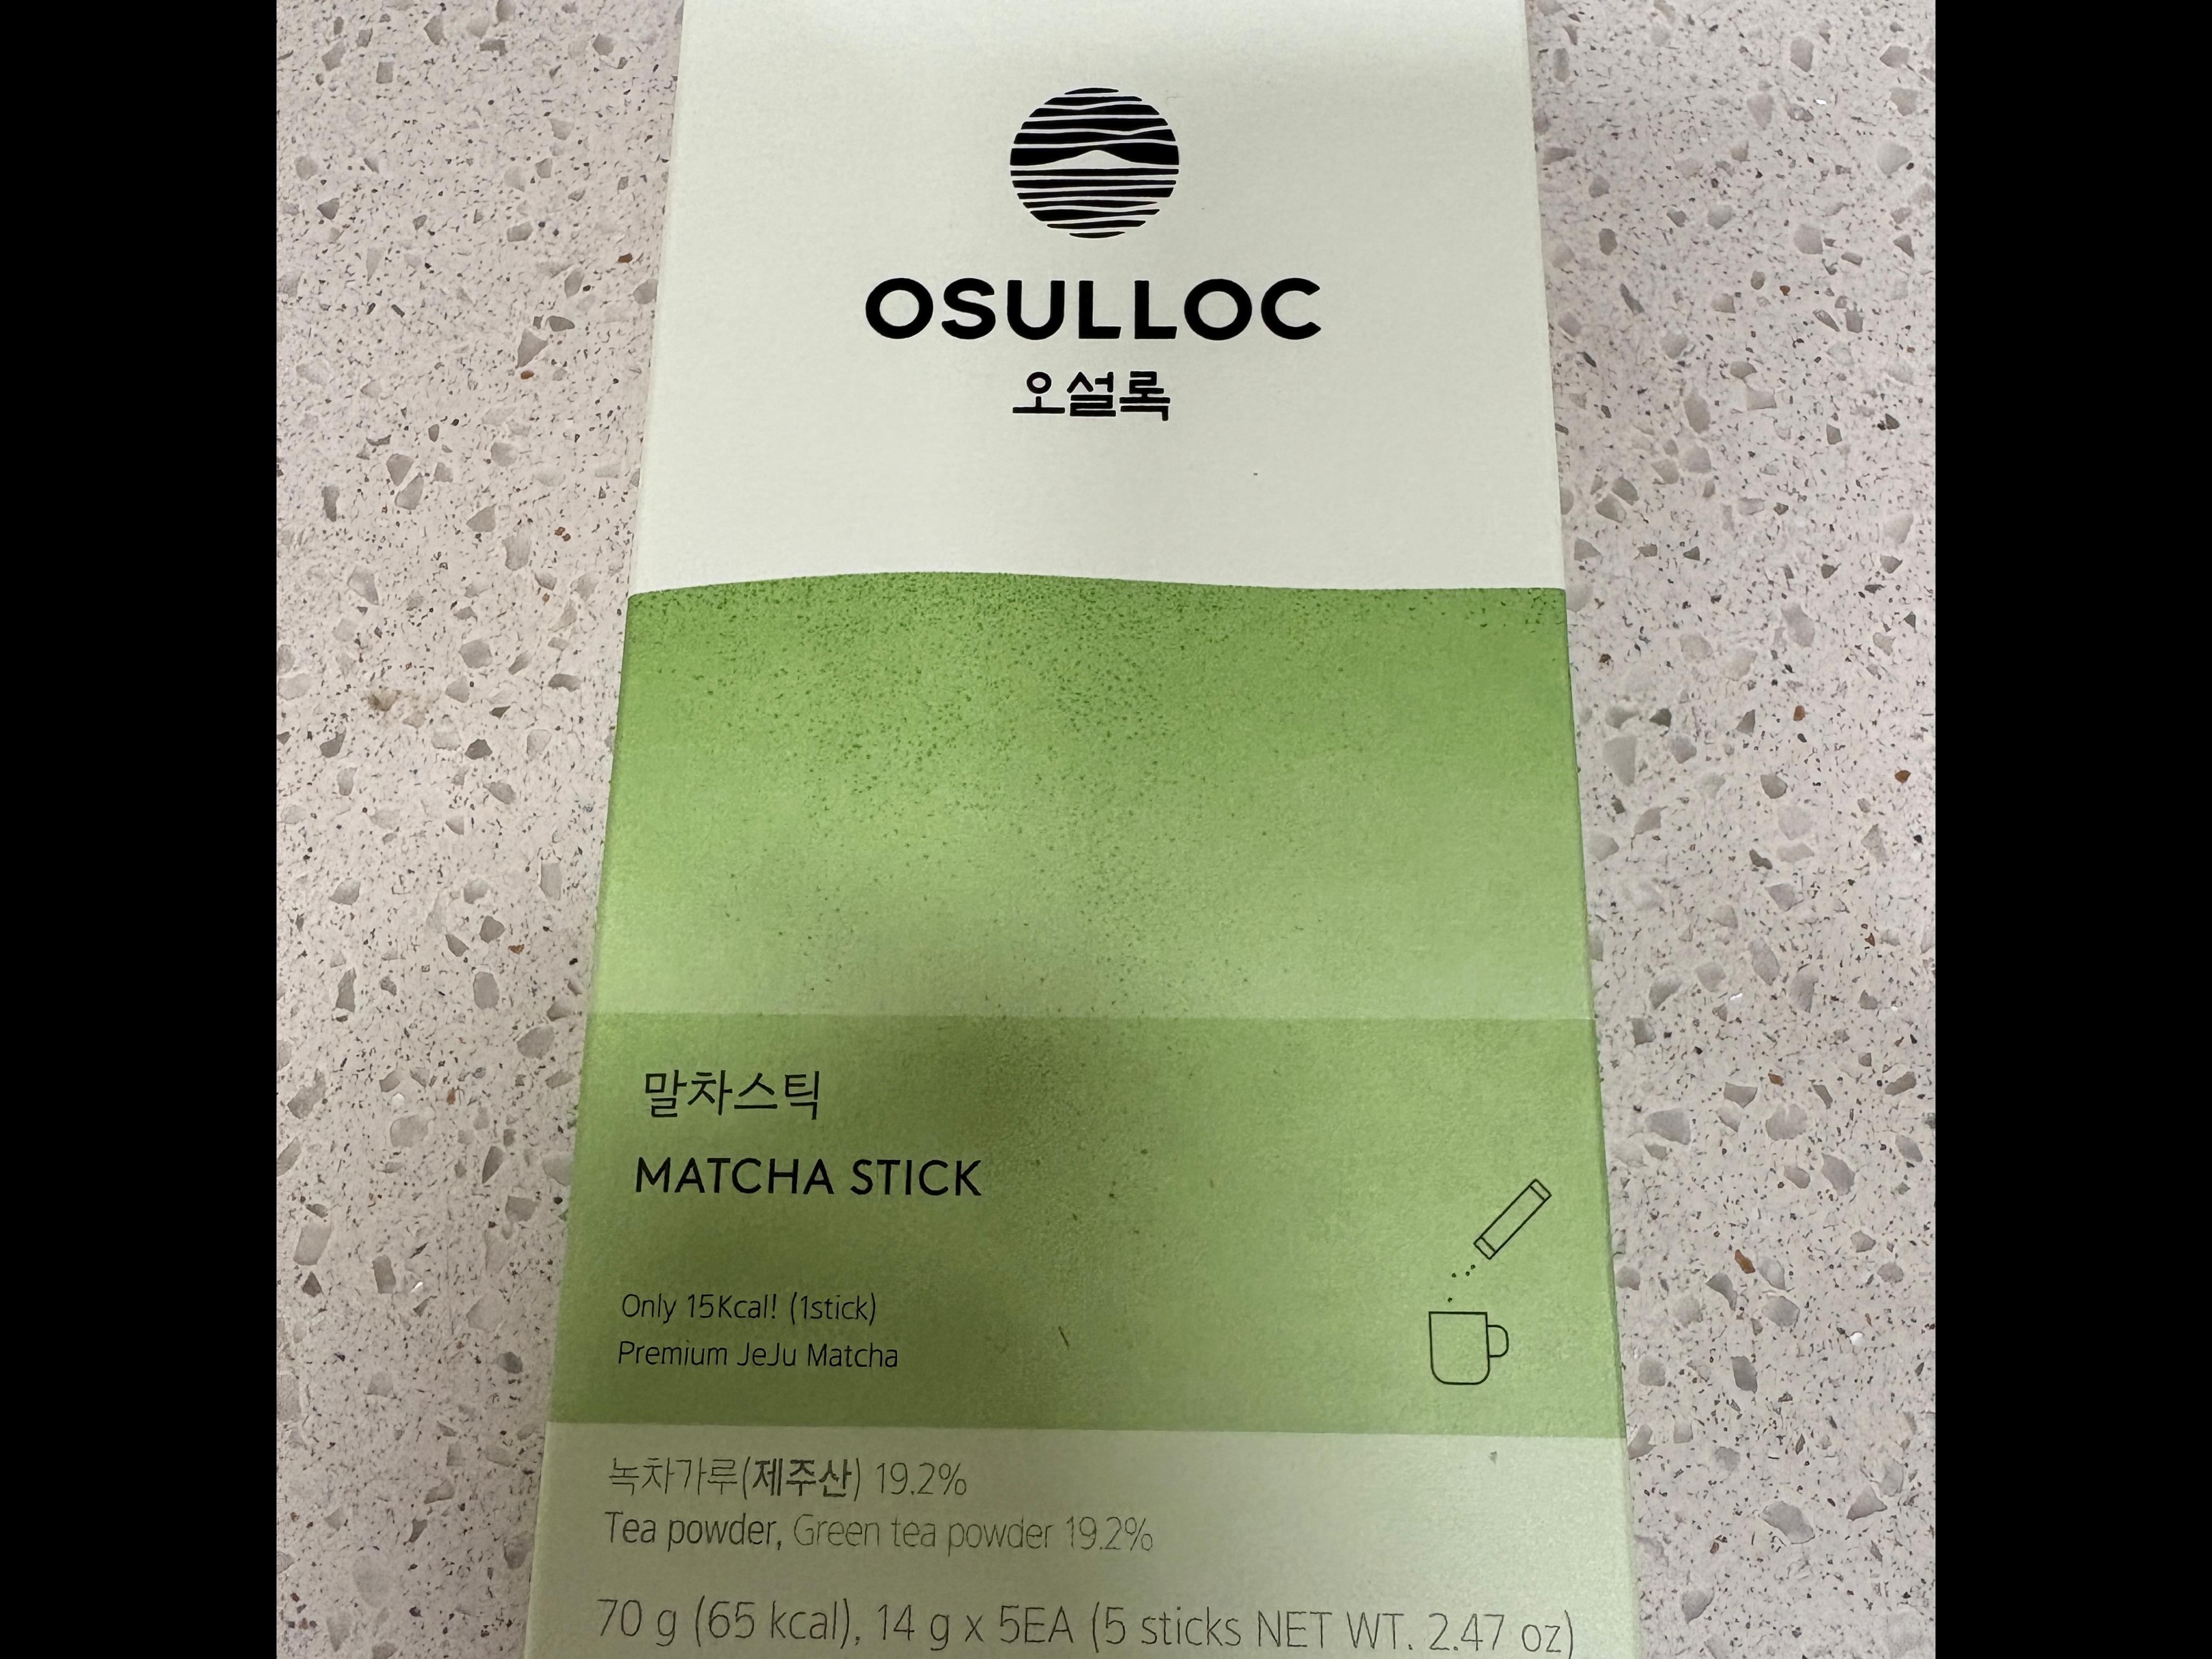 OSULLOC
오설록
말차스틱
MATCHA STICK
Only 15Kcal! (1stick)
Premium JeJu Matcha
녹차가루(제주산) 19.2%
Tea powder, Green tea powder 19.2%
70 g (65 kcal), 14 g x 5EA (5 sticks NET WT. 2.47 oz)